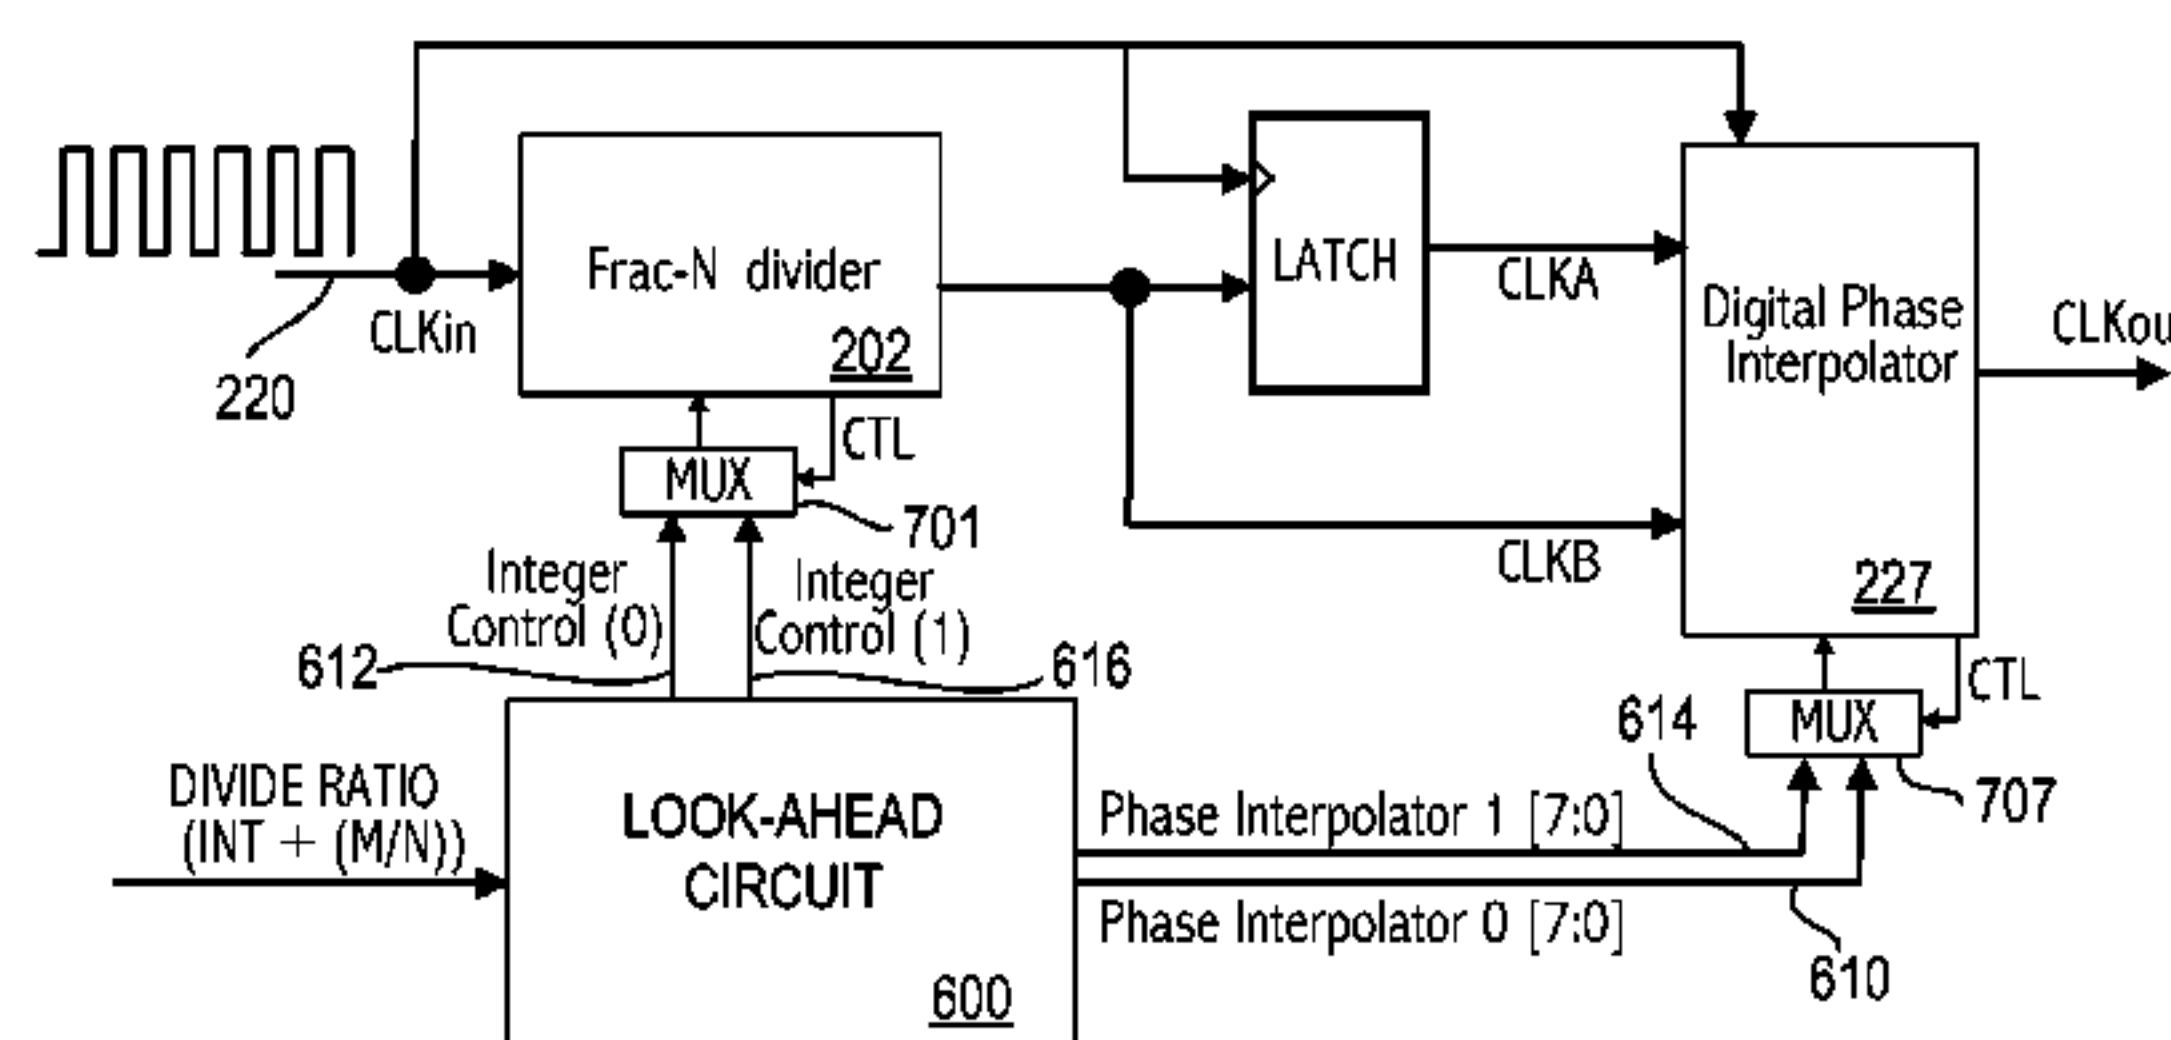 Frac-N divider
202
CLKin
220
LATCH
CLKA
CLKB
Digital Phase
Interpolator
227
CLKou
CTL
MUX
701
Integer
Control (0)
Integer
Control (1)
612
616
CTL
MUX
707
614
DIVIDE RATIO
(INT + (M/N))
LOOK-AHEAD
CIRCUIT
600
Phase Interpolator 1 [7:0]
Phase Interpolator 0 [7:0]
610